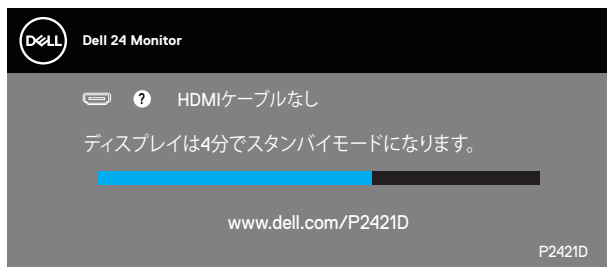 DELL
Dell 24 Monitor
? HDMIケーブルなし
ディスプレイは4分でスタンバイモードになります。
www.dell.com/P2421D
P2421D